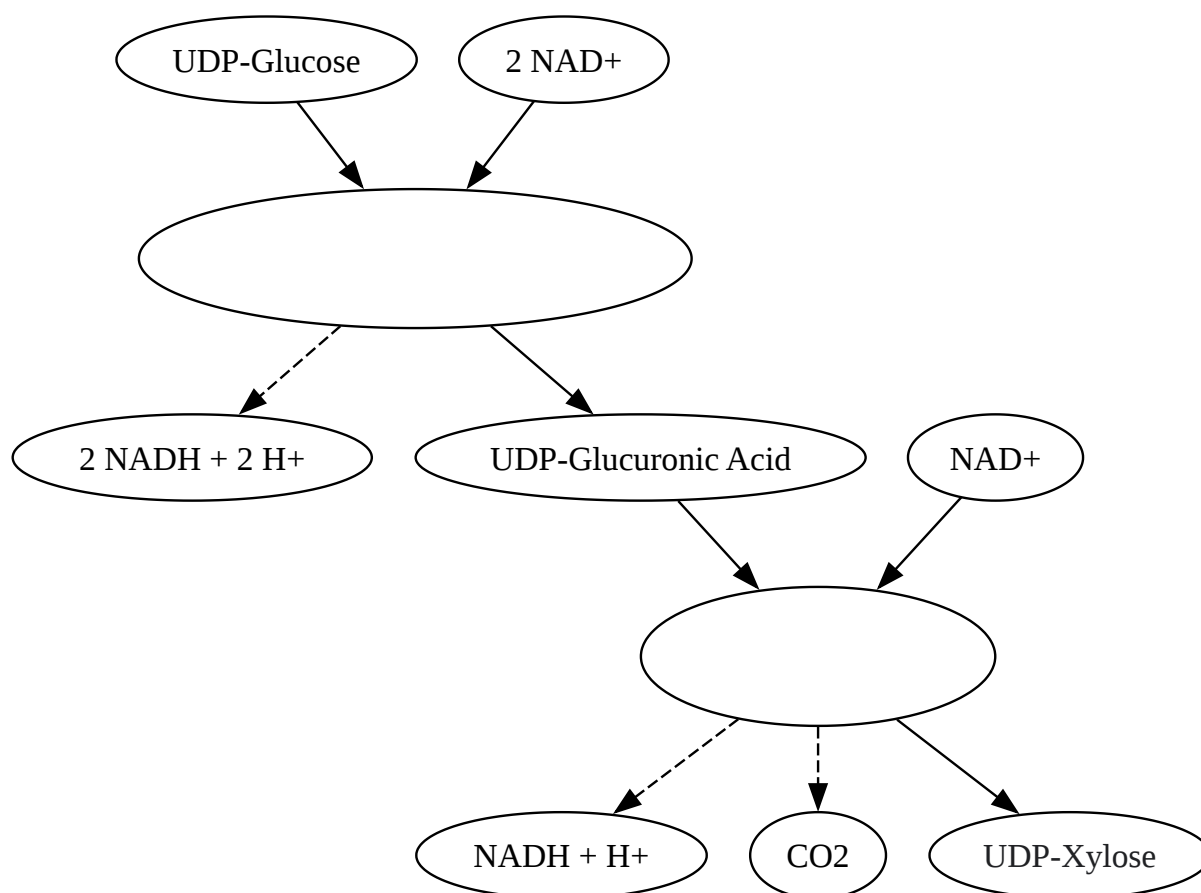 UDP-Glucose
2 NAD+
2 NADH + 2 H+
UDP-Glucuronic Acid
NAD+
NADH + H+
CO2
UDP-Xylose